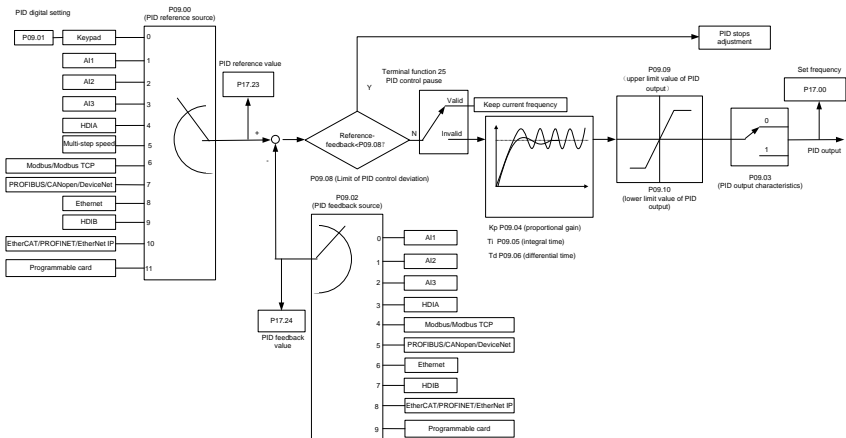 PID digital setting
P09.00
(PID reference source)
P09.01
Keypad
0
AI1
1
AI2
2
AI3
3
HDIA
4
Multi-step speed
5
Modbus/Modbus TCP
6
PROFIBUS/CANopen/DeviceNet
7
Ethernet
8
HDIB
9
EtherCAT/PROFINET/EtherNet IP
10
Programmable card
11
PID reference value
P17.23
+
-
Reference-
feedback<P09.08?
Y
N
P09.08 (Limit of PID control deviation)
PID stops
adjustment
Terminal function 25
PID control pause
Valid
Invalid
Keep current frequency
Kp P09.04 (proportional gain)
Ti P09.05 (integral time)
Td P09.06 (differential time)
P09.09
(upper limit value of PID
output)
P09.10
(lower limit value of PID
output)
0
1
P09.03
(PID output characteristics)
Set frequency
P17.00
PID output
P09.02
(PID feedback source)
P17.24
PID feedback
value
0
AI1
1
AI2
2
AI3
3
HDIA
4
Modbus/Modbus TCP
5
PROFIBUS/CANopen/DeviceNet
6
Ethernet
7
HDIB
8
EtherCAT/PROFINET/EtherNet IP
9
Programmable card